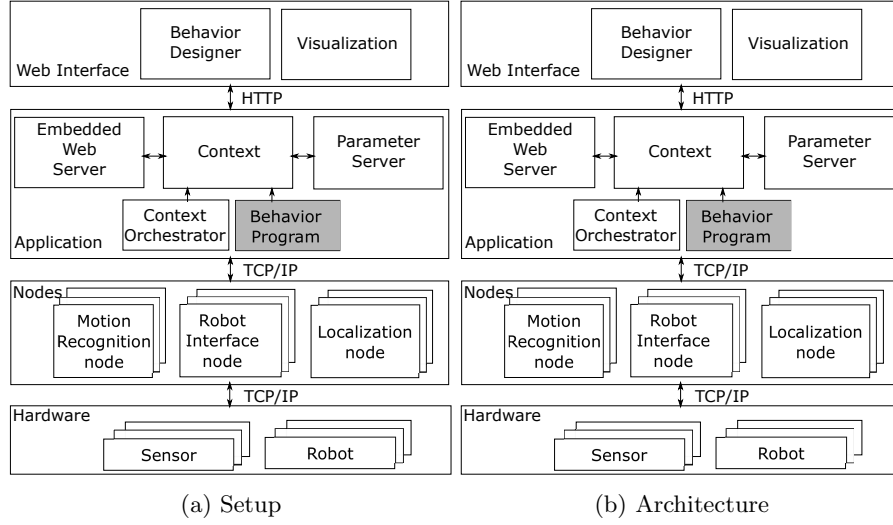 Behavior
Designer
Visualization
Web Interface
HTTP
Embedded
Web
Server
Context
Parameter
Server
Context
Orchestrator
Behavior
Program
Application
TCP/IP
Nodes
Motion
Recognition
node
Robot
Interface
node
Localization
node
TCP/IP
Hardware
Sensor
Robot
(a) Setup
Behavior
Designer
Visualization
Web Interface
HTTP
Embedded
Web
Server
Context
Parameter
Server
Context
Orchestrator
Behavior
Program
Application
TCP/IP
Nodes
Motion
Recognition
node
Robot
Interface
node
Localization
node
TCP/IP
Hardware
Sensor
Robot
(b) Architecture